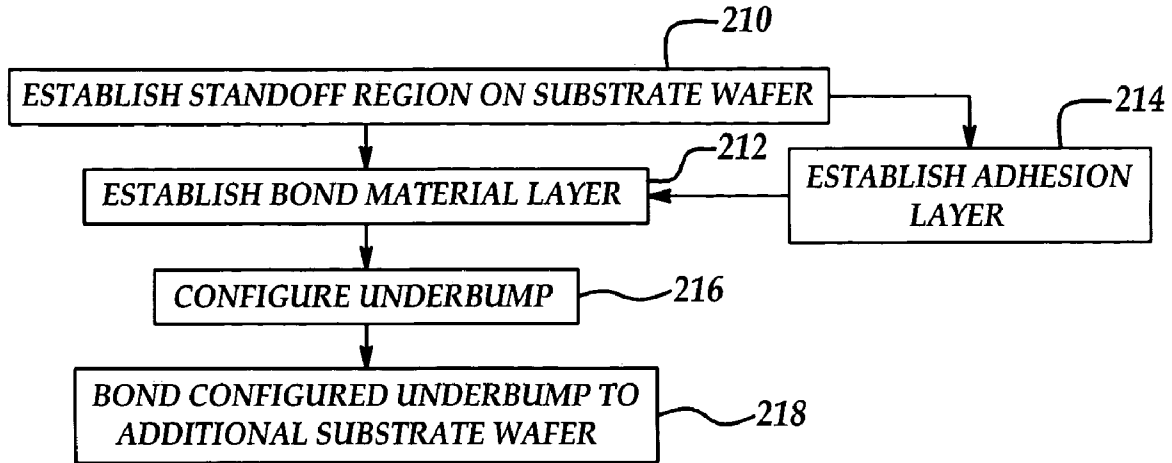 210
ESTABLISH STANDOFF REGION ON SUBSTRATE WAFER
214
212
ESTABLISH BOND MATERIAL LAYER
ESTABLISH ADHESION
LAYER
CONFIGURE UNDERBUMP
216
BOND CONFIGURED UNDERBUMP TO
ADDITIONAL SUBSTRATE WAFER
218